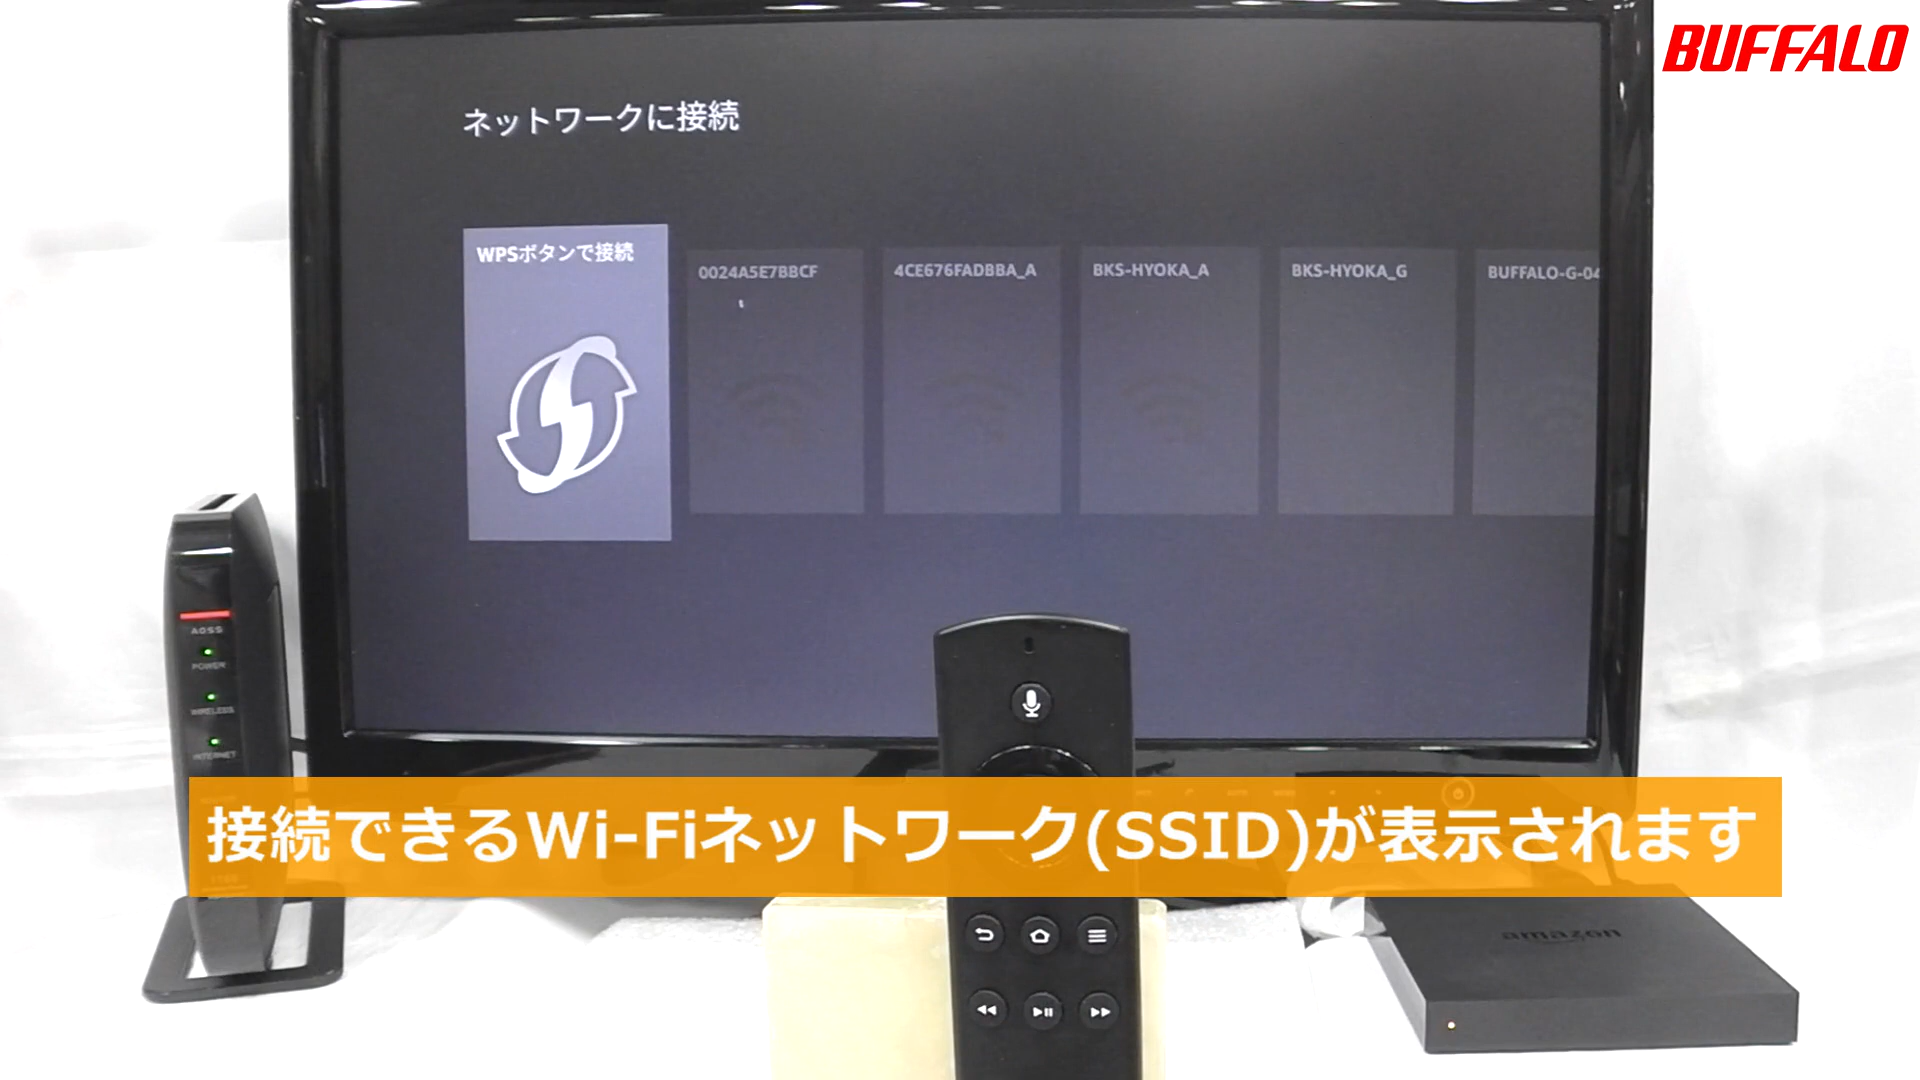 BUFFALO
ネットワークに接続
WPSボタンで接続
0024A5E7BBCF
4CE676FADBBA_A
BKS-HYOKA_A
BKS-HYOKA_G
BUFFALO-G-04
AOSS
POWER
WIRELESS
INTERNET
接続できるWi-Fiネットワーク(SSID)が表示されます
amazon